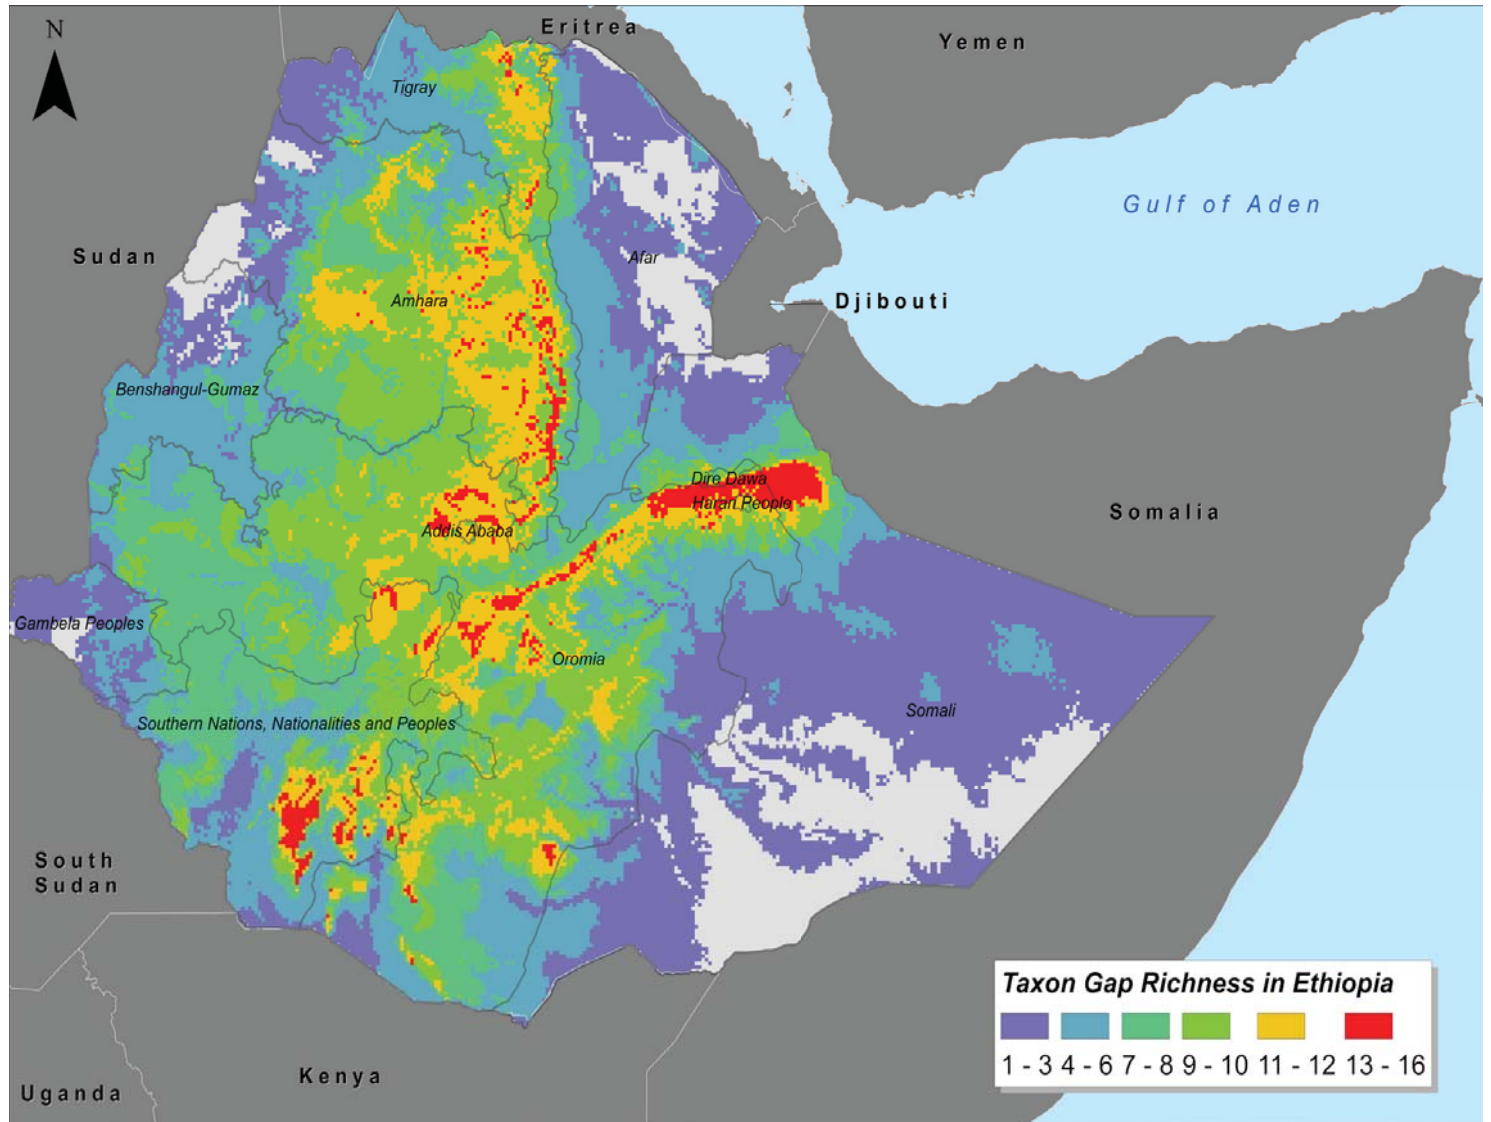 N
Eritrea
Yemen
Tigray
Gulf of Aden
Sudan
Afar
Amhara
Djibouti
Benshangul-Gumaz
Dire Dawa
Haran People
Somalia
Addis Ababa
Gambela Peoples
Oromia
Somali
Southern Nations, Nationalities and Peoples
South
Sudan
Kenya
Uganda
Taxon Gap Richness in Ethiopia
1 - 3 4 - 6 7 - 8 9 - 10 11 - 12 13 - 16